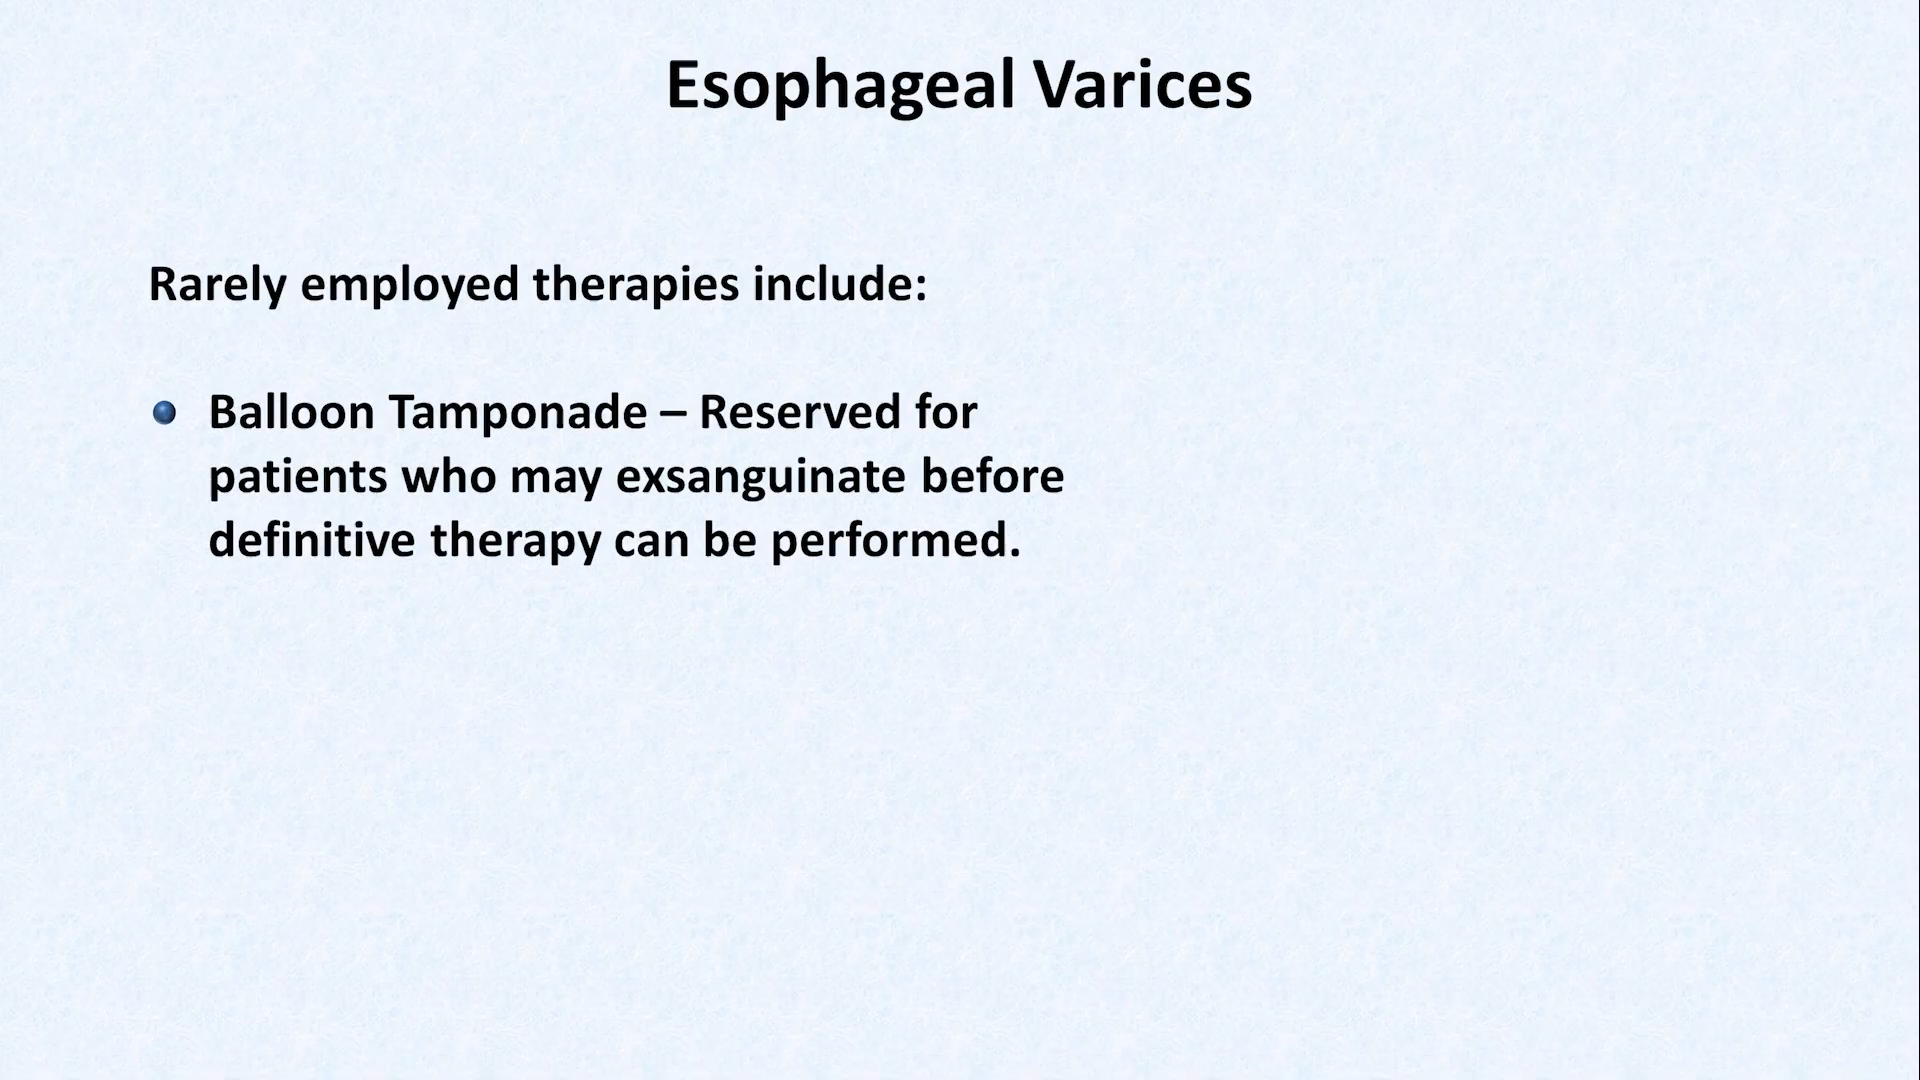 Esophageal Varices
Rarely employed therapies include:
Balloon Tamponade – Reserved for
patients who may exsanguinate before
definitive therapy can be performed.